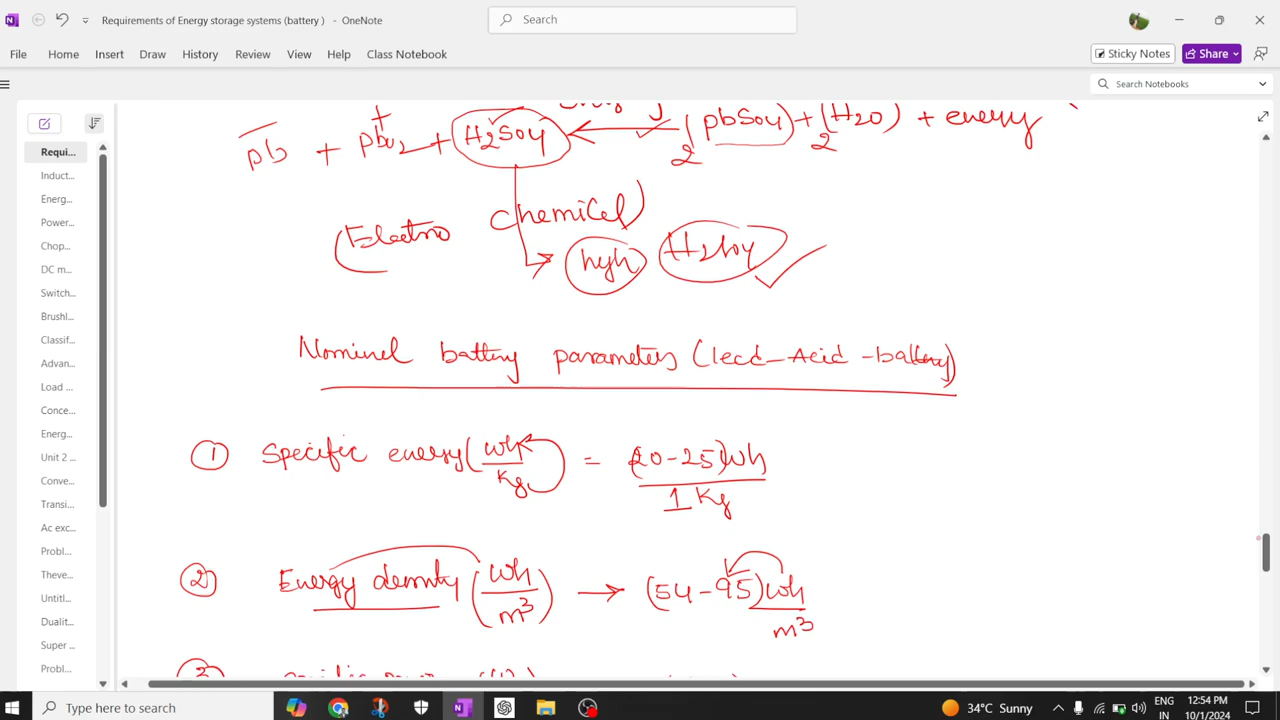 Requirements of Energy storage systems (battery ) - OneNote
Search
File Home Insert Draw History Review View Help Class Notebook
Sticky Notes
Share
Search Notebooks
Requi...
Induct...
Energ...
Power...
Chop...
DC m...
Switch...
Brushl...
Classif...
Advan...
Load ...
Conce...
Energ...
Unit 2 ...
Conve...
Transi...
Ac exc...
Probl...
Theve...
Untitl...
Dualit...
Super ...
Probl...
pb + pbo2 + H2So4 ← 2(pbSo4) + 2(H2O) + energy
(Electro chemical)
high H2So4
Nominal battery parameters (lead-Acid-battery)
① Specific energy (Wh/Kg) = (20-25)Wh/1 Kg
② Energy density (Wh/m³) → (54-95)Wh/m³
③
Type here to search
34°C Sunny
ENG
IN
12:54 PM
10/1/2024